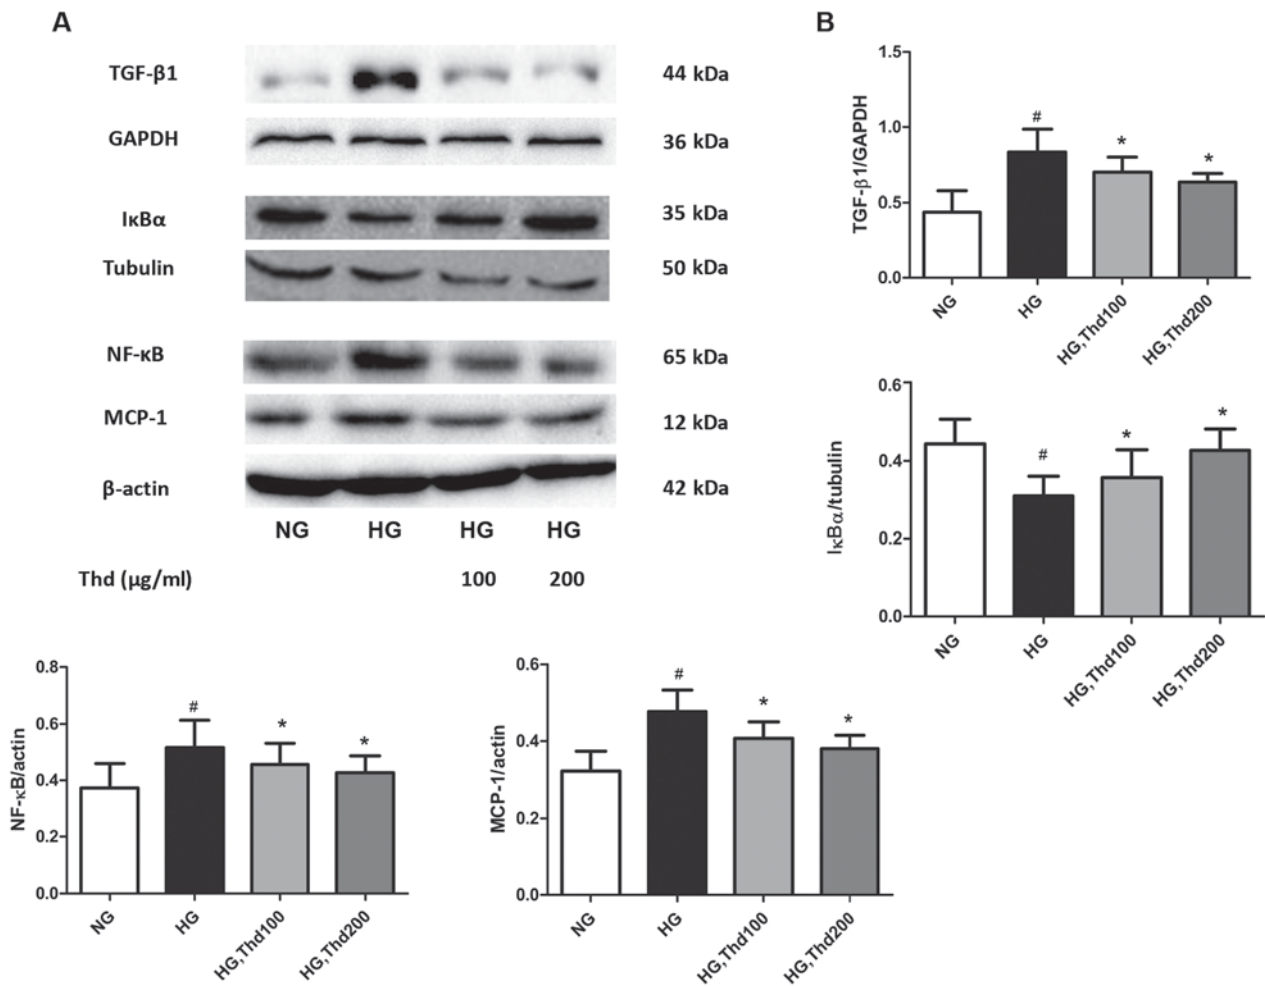 A
TGF-β1 44 kDa
GAPDH 36 kDa
IκBα 35 kDa
Tubulin 50 kDa
NF-κB 65 kDa
MCP-1 12 kDa
β-actin 42 kDa
NG HG HG HG
Thd (μg/ml) 100 200
B
TGF-β1/GAPDH
1.5
1.0
0.5
0.0
#
*
*
NG HG HG,Thd100 HG,Thd200
IκBα/tubulin
0.6
0.4
0.2
0.0
#
*
*
NG HG HG,Thd100 HG,Thd200
NF-κB/actin
0.8
0.6
0.4
0.2
0.0
#
*
*
NG HG HG,Thd100 HG,Thd200
MCP-1/actin
0.6
0.4
0.2
0.0
#
*
*
NG HG HG,Thd100 HG,Thd200